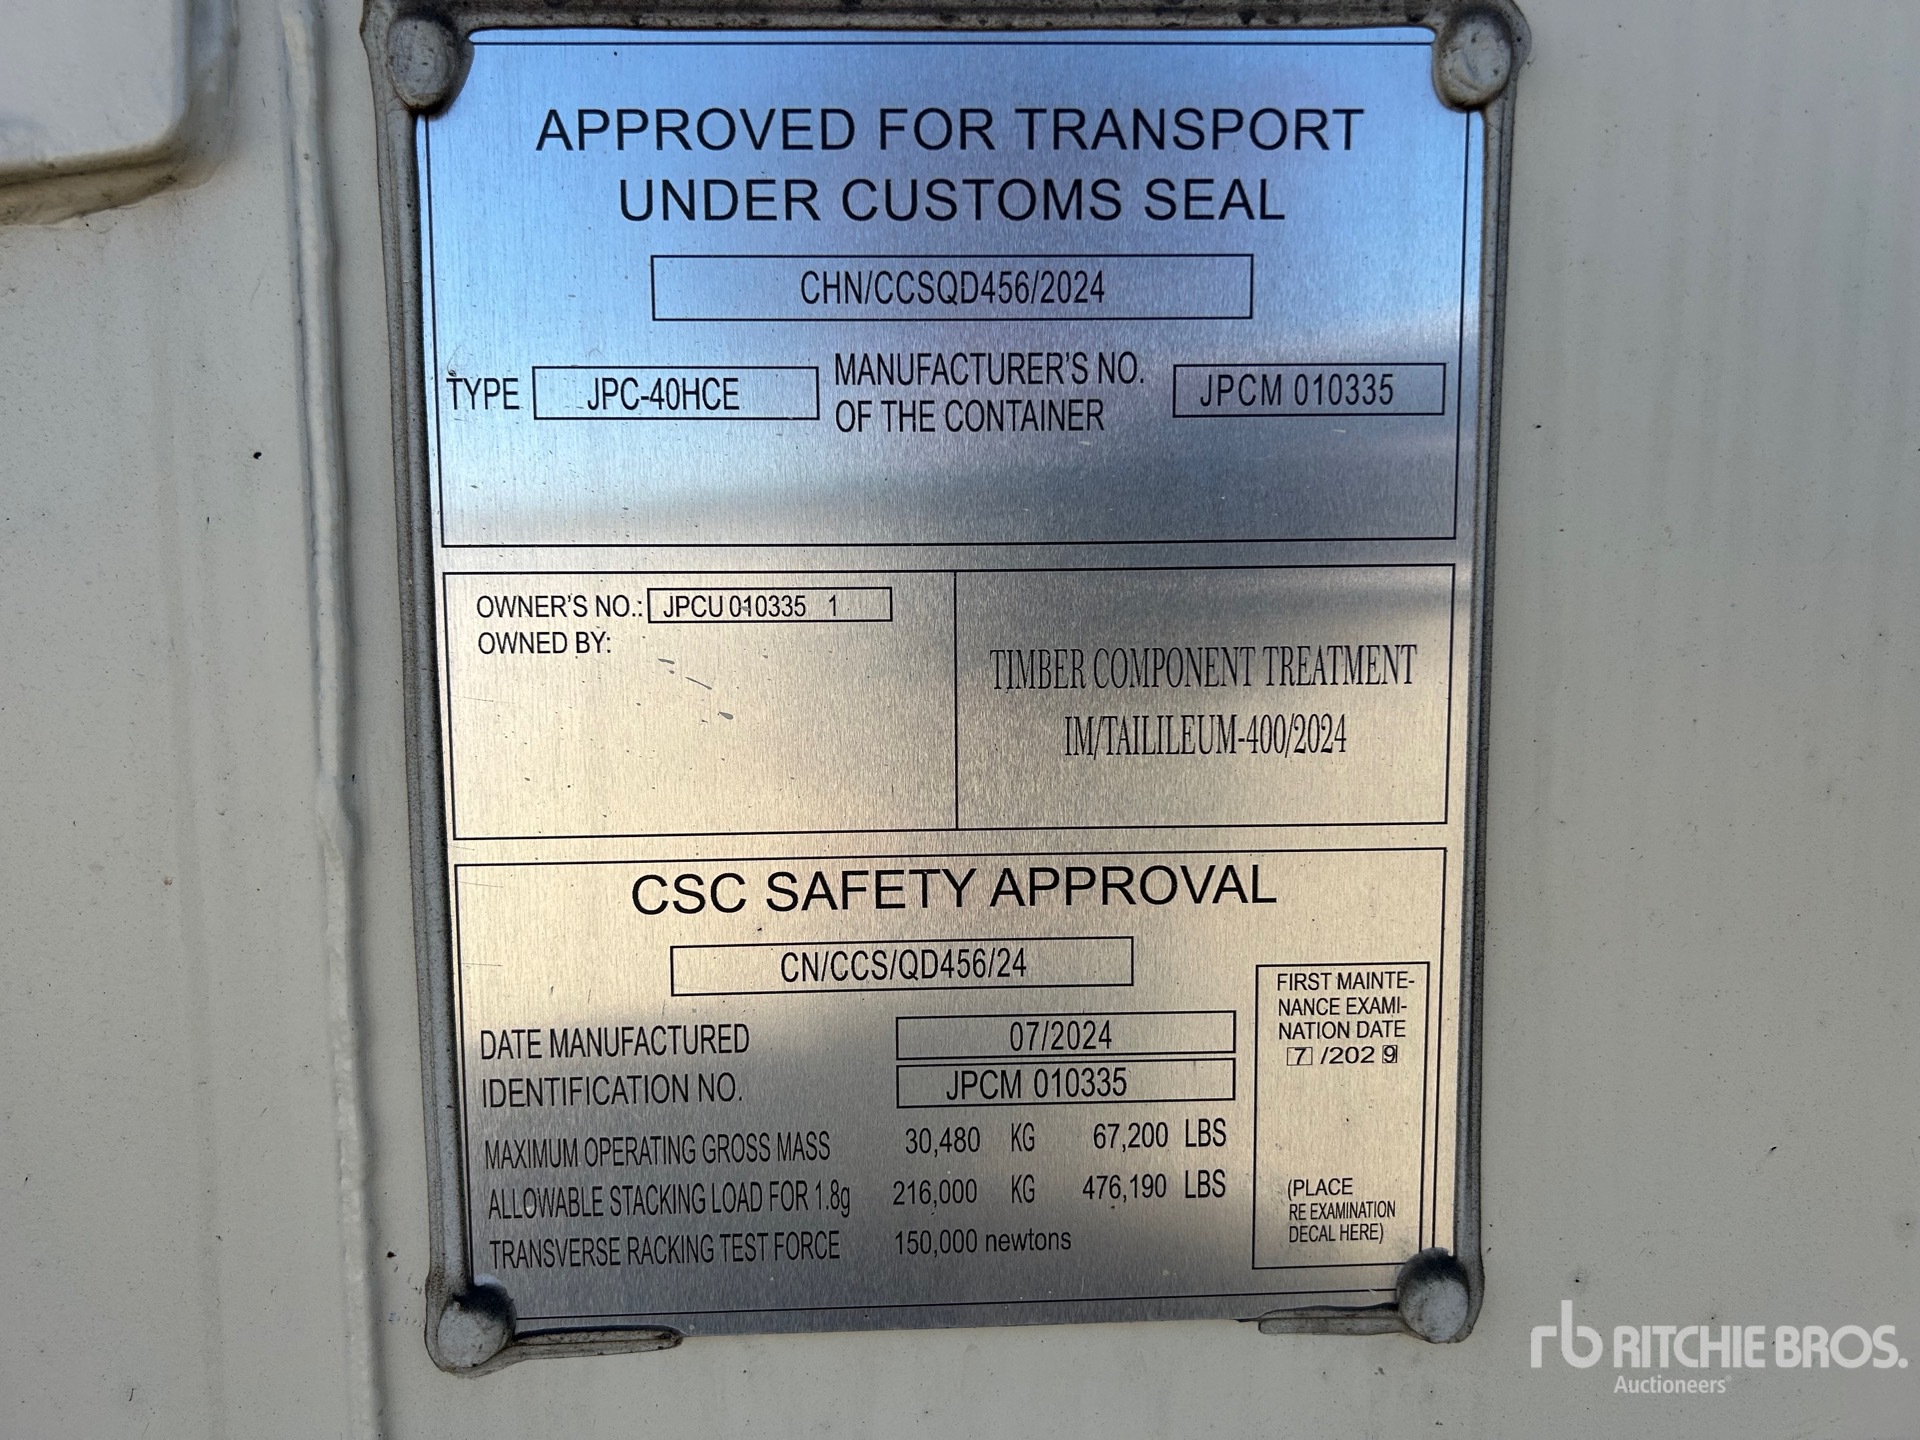 APPROVED FOR TRANSPORT
UNDER CUSTOMS SEAL
CHN/CCSQD456/2024
TYPE JPC-40HCE MANUFACTURER'S NO. OF THE CONTAINER JPCM 010335
OWNER'S NO.: JPCU 010335 1
OWNED BY:
TIMBER COMPONENT TREATMENT
IM/TAILILEUM-400/2024
CSC SAFETY APPROVAL
CN/CCS/QD456/24
DATE MANUFACTURED 07/2024
IDENTIFICATION NO. JPCM 010335
MAXIMUM OPERATING GROSS MASS 30,480 KG 67,200 LBS
ALLOWABLE STACKING LOAD FOR 1.8g 216,000 KG 476,190 LBS
TRANSVERSE RACKING TEST FORCE 150,000 newtons
FIRST MAINTE-
NANCE EXAMI-
NATION DATE
7 /202 9
(PLACE
RE EXAMINATION
DECAL HERE)
rb RITCHIE BROS.
Auctioneers